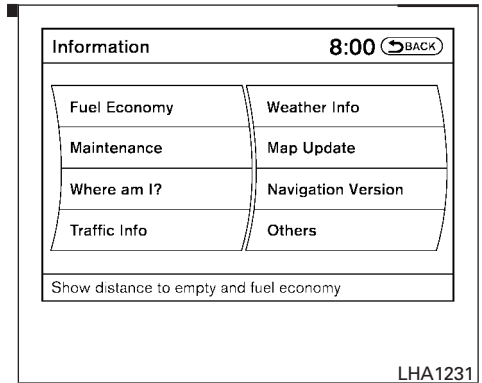 Information 8:00 BACK
Fuel Economy
Maintenance
Where am I?
Traffic Info
Weather Info
Map Update
Navigation Version
Others
Show distance to empty and fuel economy
LHA1231